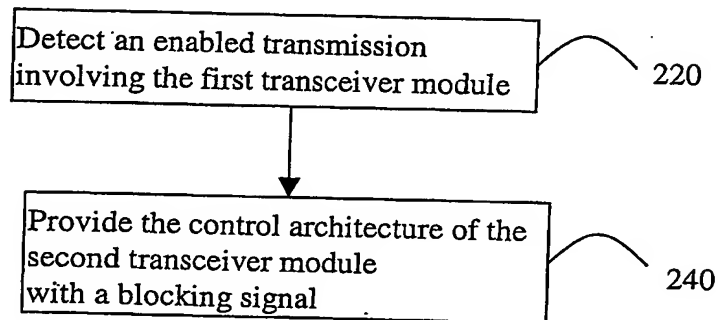 Detect an enabled transmission
involving the first transceiver module
220
Provide the control architecture of the
second transceiver module
with a blocking signal
240